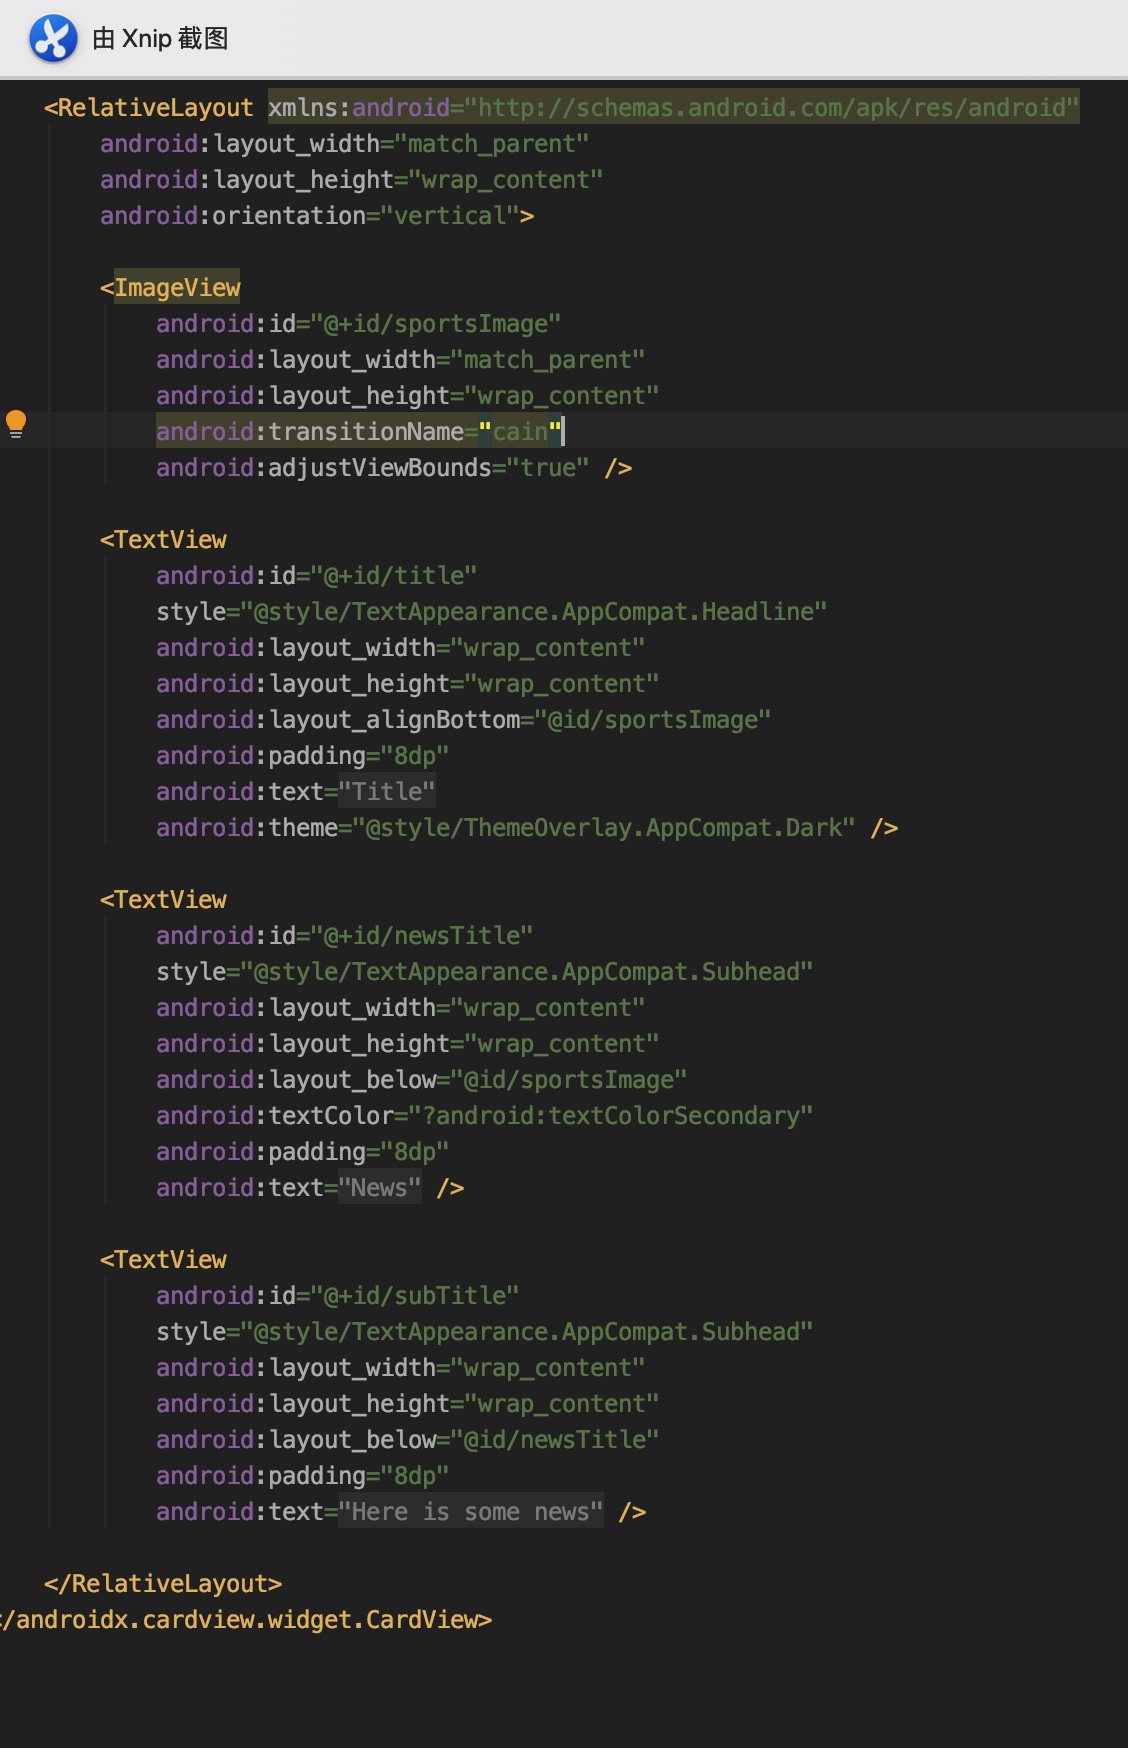 由 Xnip 截图
<RelativeLayout xmlns:android="http://schemas.android.com/apk/res/android"
android:layout_width="match_parent"
android:layout_height="wrap_content"
android:orientation="vertical">
<ImageView
android:id="@+id/sportsImage"
android:layout_width="match_parent"
android:layout_height="wrap_content"
android:transitionName="cain"
android:adjustViewBounds="true" />
<TextView
android:id="@+id/title"
style="@style/TextAppearance.AppCompat.Headline"
android:layout_width="wrap_content"
android:layout_height="wrap_content"
android:layout_alignBottom="@id/sportsImage"
android:padding="8dp"
android:text="Title"
android:theme="@style/ThemeOverlay.AppCompat.Dark" />
<TextView
android:id="@+id/newsTitle"
style="@style/TextAppearance.AppCompat.Subhead"
android:layout_width="wrap_content"
android:layout_height="wrap_content"
android:layout_below="@id/sportsImage"
android:textColor="?android:textColorSecondary"
android:padding="8dp"
android:text="News" />
<TextView
android:id="@+id/subTitle"
style="@style/TextAppearance.AppCompat.Subhead"
android:layout_width="wrap_content"
android:layout_height="wrap_content"
android:layout_below="@id/newsTitle"
android:padding="8dp"
android:text="Here is some news" />
</RelativeLayout>
</androidx.cardview.widget.CardView>